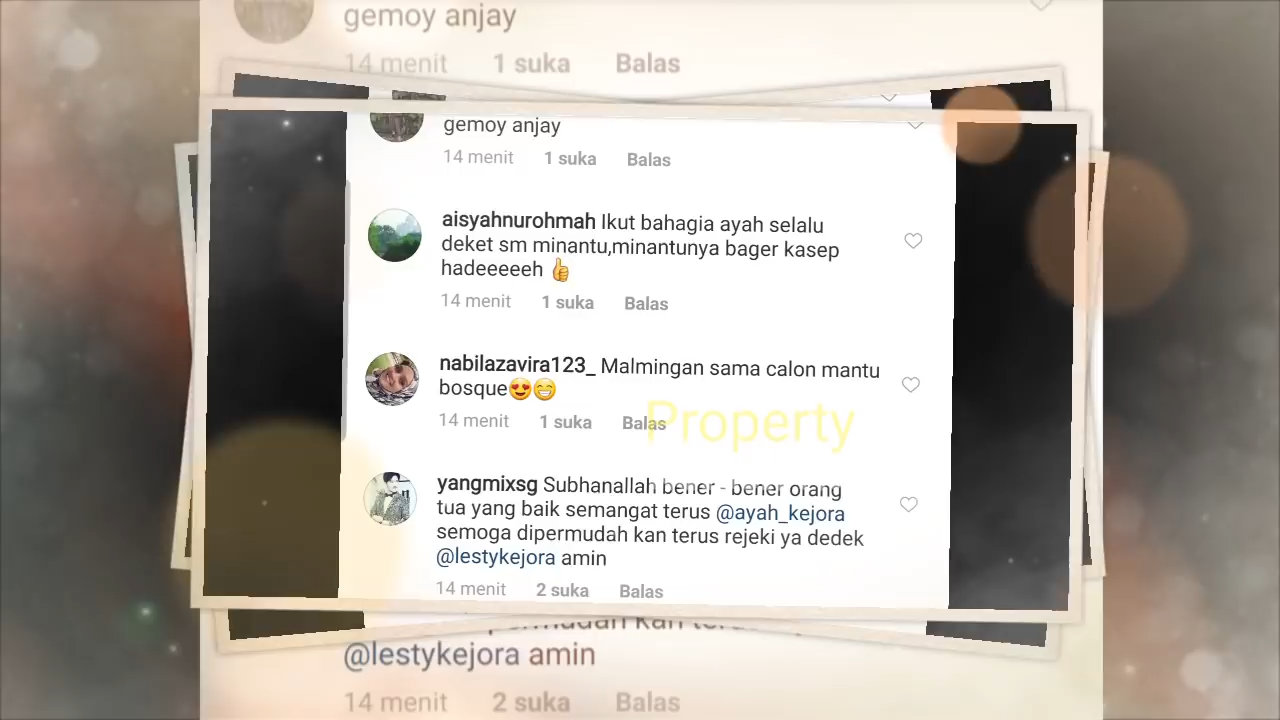 gemoy anjay
14 menit 1 suka Balas
gemoy anjay
14 menit 1 suka Balas
aisyahnurohmah Ikut bahagia ayah selalu
deket sm minantu,minantunya bager kasep
hadeeeeeh 👍
14 menit 1 suka Balas
nabilazavira123_ Malmingan sama calon mantu
bosque😍😁
14 menit 1 suka Balas
Property
yangmixsg Subhanallah bener - bener orang
tua yang baik semangat terus @ayah_kejora
semoga dipermudah kan terus rejeki ya dedek
@lestykejora amin
14 menit 2 suka Balas
@lestykejora amin
14 menit 2 suka Balas